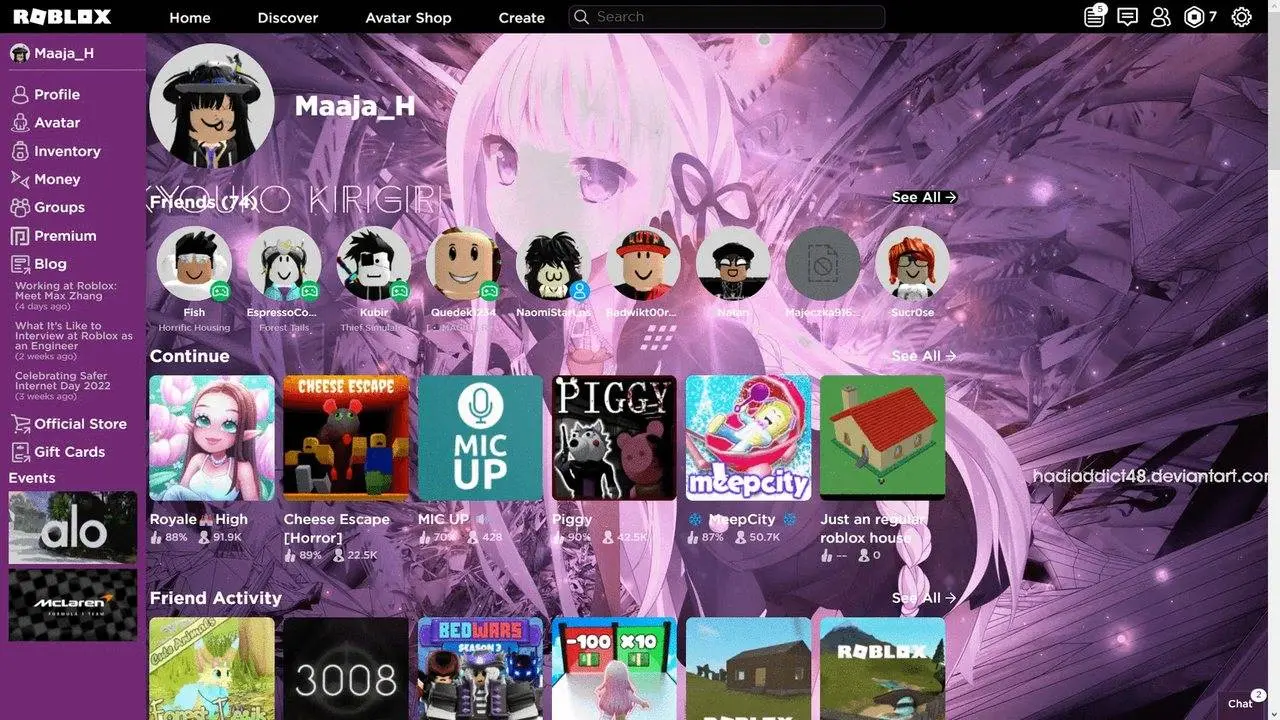 ROBLOX
Home
Discover
Avatar Shop
Create
Search
5
7
Maaja_H
Profile
Avatar
Inventory
Money
Groups
Premium
Blog
Working at Roblox:
Meet Max Zhang
(4 days ago)
What It's Like to
Interview at Roblox as
an Engineer
(2 weeks ago)
Celebrating Safer
Internet Day 2022
(3 weeks ago)
Official Store
Gift Cards
Events
alo
McLaren
FORMULA 1 TEAM
Maaja_H
KYOUKO KIRIGIRI
Friends (74)
See All →
Fish
Horrific Housing
EspressoCo...
Forest Tails
Kubir
Thief Simulat
Quedek1234
NaomiStarLps
Badwikt00r...
Natan
Majeczka916...
Sucr0se
Continue
See All →
CHEESE ESCAPE
MIC
UP
PIGGY
meepcity
Royale High
88% 91.9K
Cheese Escape
[Horror]
89% 22.5K
MIC UP
70% 428
Piggy
90% 42.5K
MeepCity
87% 50.7K
Just an regular
roblox house
-- 0
hadiaddict48.deviantart.com
Friend Activity
See All →
Cute Animals
Forest
3008
BEDWARS
SEASON 3
-100
X10
ROBLOX
Chat
2